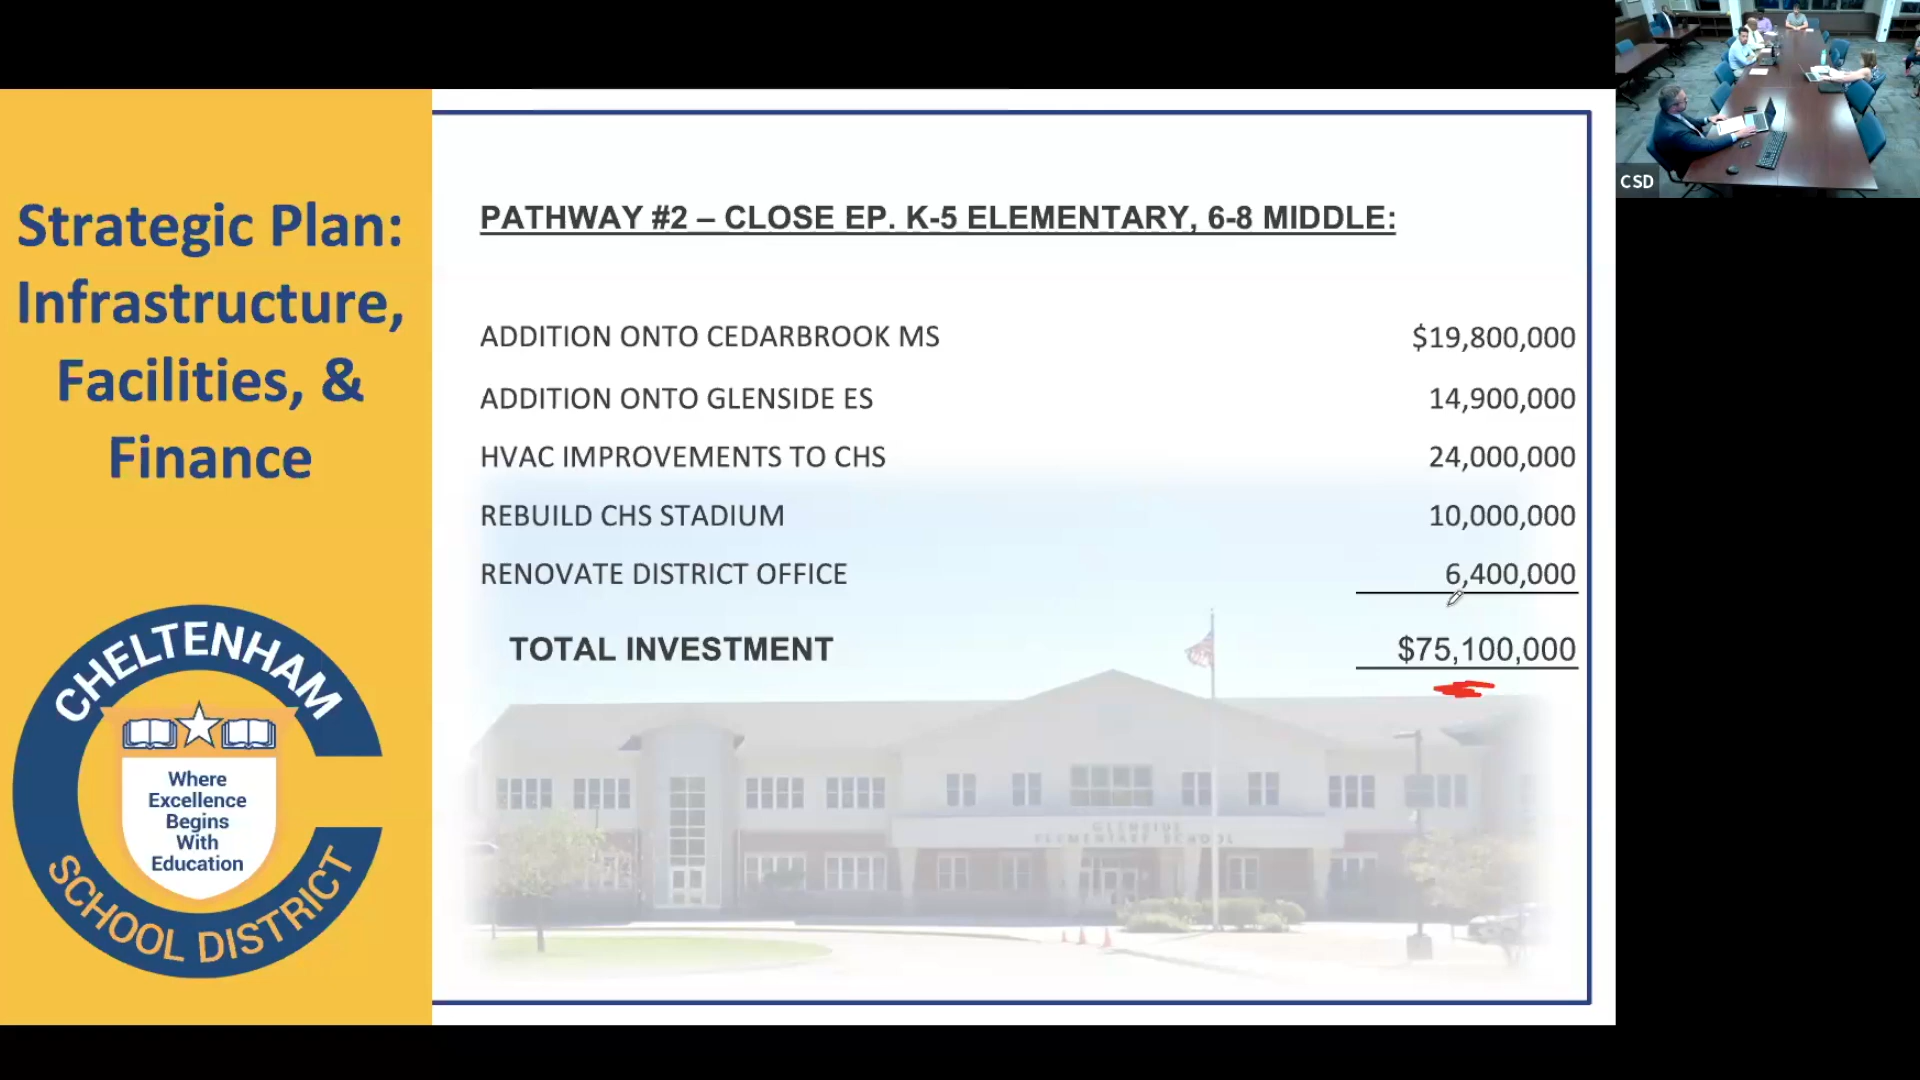 Strategic Plan:
Infrastructure,
Facilities, &
Finance
CHELTENHAM
Where
Excellence
Begins
With
Education
SCHOOL DISTRICT
PATHWAY #2 – CLOSE EP. K-5 ELEMENTARY, 6-8 MIDDLE:
ADDITION ONTO CEDARBROOK MS $19,800,000
ADDITION ONTO GLENSIDE ES 14,900,000
HVAC IMPROVEMENTS TO CHS 24,000,000
REBUILD CHS STADIUM 10,000,000
RENOVATE DISTRICT OFFICE 6,400,000
TOTAL INVESTMENT $75,100,000
GLENSIDE
ELEMENTARY SCHOOL
CSD